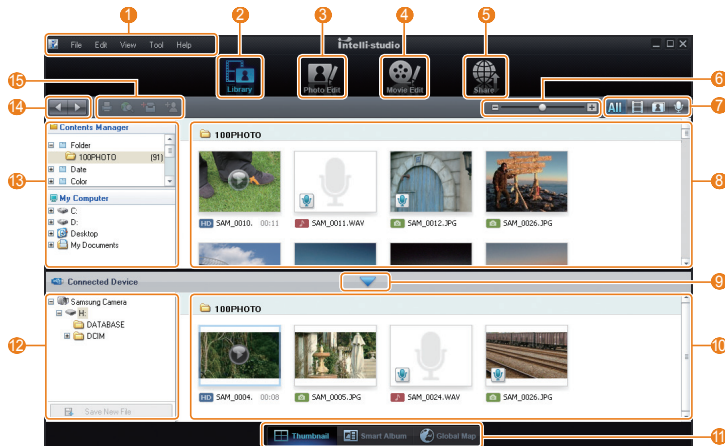 1
2
3
4
5
File Edit View Tool Help
intelli-studio
Library
Photo Edit
Movie Edit
Share
6
15
14
All
7
Contents Manager
Folder
100PHOTO (91)
Date
Color
13
My Computer
C:
D:
Desktop
My Documents
100PHOTO
HD SAM_0010. 00:11
SAM_0011.WAV
SAM_0012.JPG
SAM_0026.JPG
8
Connected Device
9
Samsung Camera
H:
DATABASE
DCIM
12
Save New File
100PHOTO
HD SAM_0004. 00:08
SAM_0005.JPG
SAM_0024.WAV
SAM_0026.JPG
10
Thumbnail
Smart Album
Global Map
11